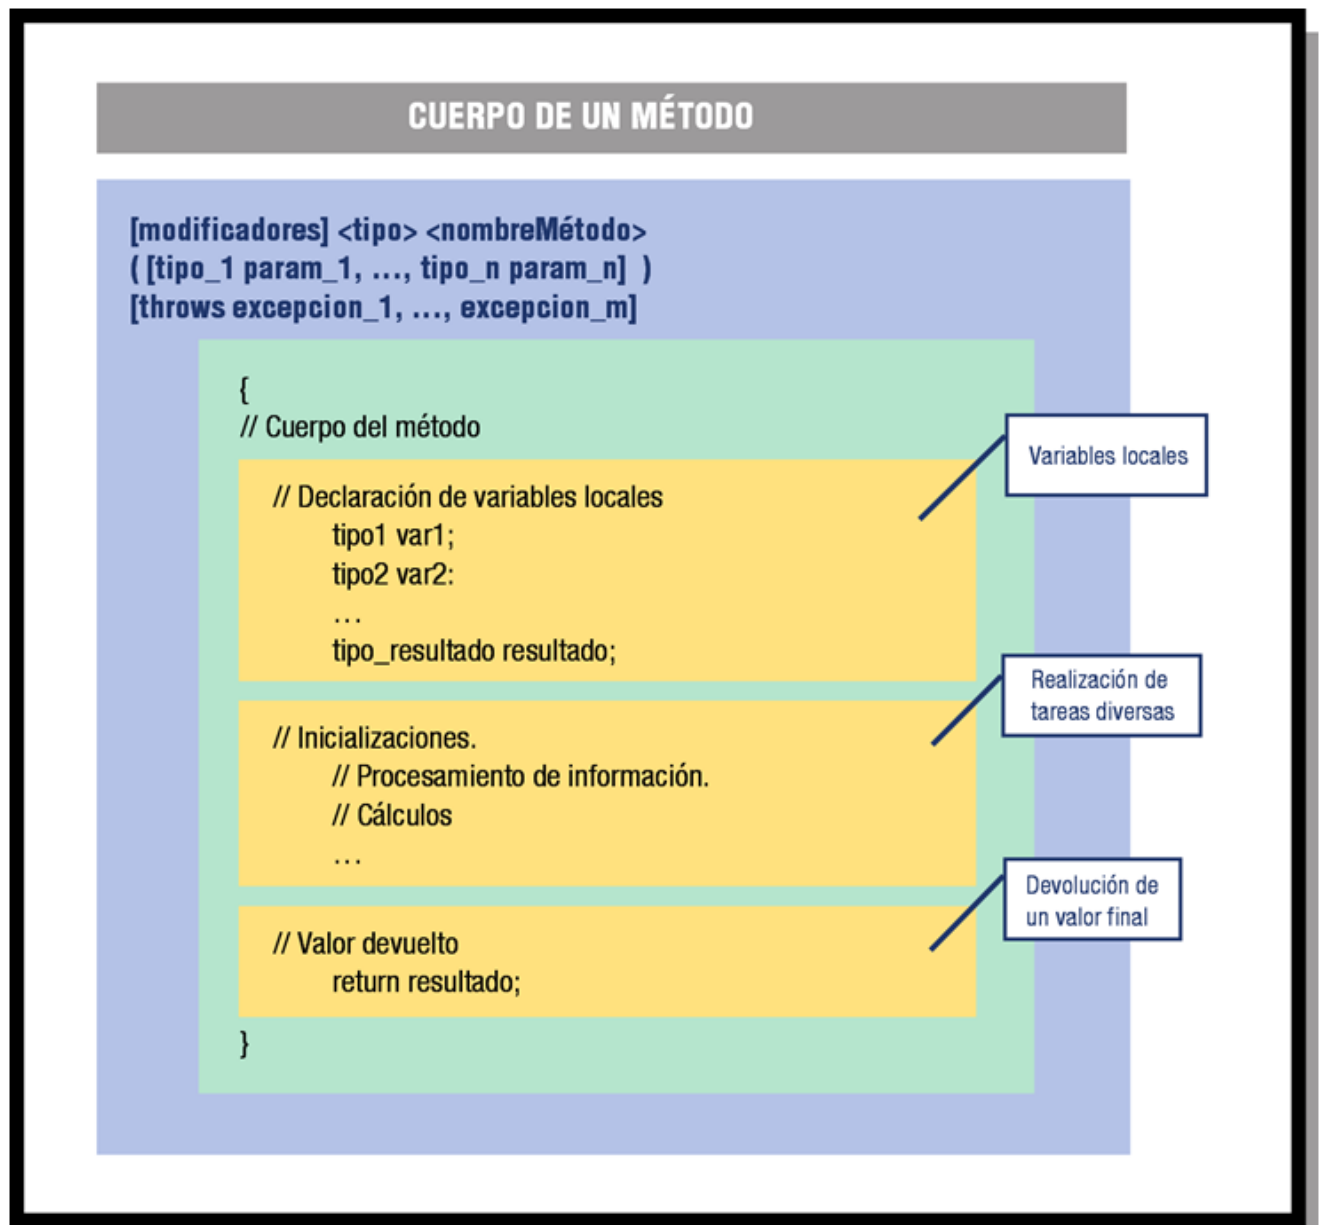 CUERPO DE UN MÉTODO
[modificadores] <tipo> <nombreMétodo>
( [tipo_1 param_1, ..., tipo_n param_n] )
[throws excepcion_1, ..., excepcion_m]
{
// Cuerpo del método
// Declaración de variables locales
tipo1 var1;
tipo2 var2:
...
tipo_resultado resultado;
Variables locales
// Inicializaciones.
// Procesamiento de información.
// Cálculos
...
Realización de
tareas diversas
// Valor devuelto
return resultado;
Devolución de
un valor final
}